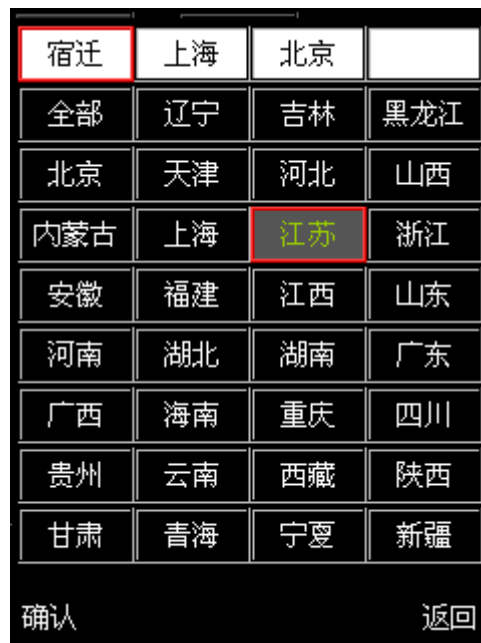 宿迁 上海 北京
全部 辽宁 吉林 黑龙江
北京 天津 河北 山西
内蒙古 上海 江苏 浙江
安徽 福建 江西 山东
河南 湖北 湖南 广东
广西 海南 重庆 四川
贵州 云南 西藏 陕西
甘肃 青海 宁夏 新疆
确认 返回